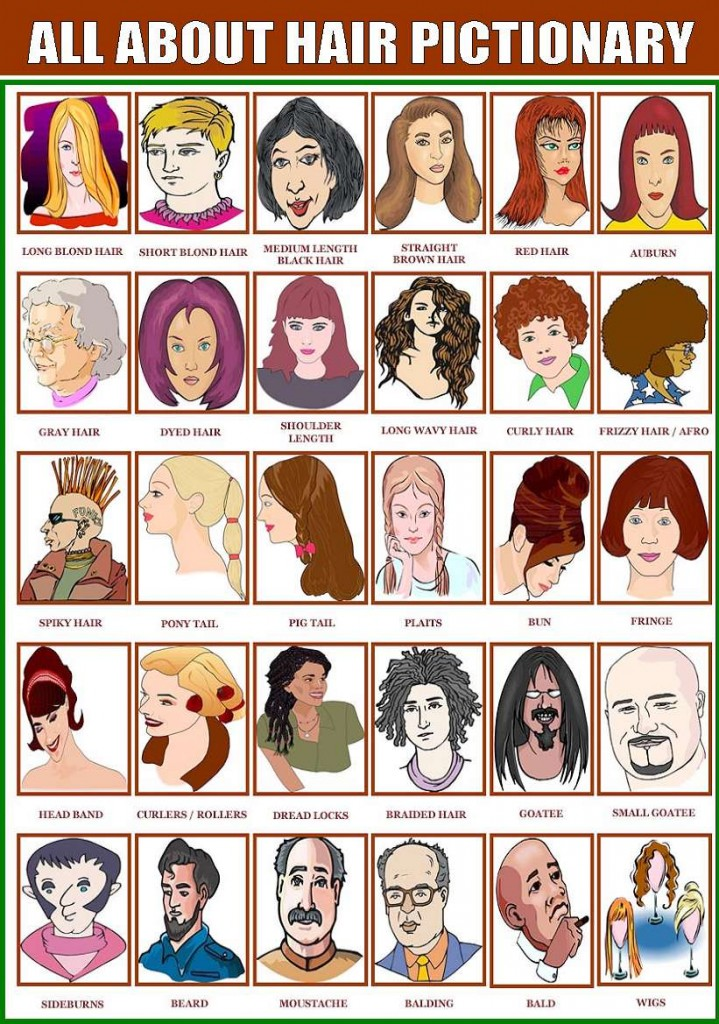 ALL ABOUT HAIR PICTIONARY
LONG BLOND HAIR
SHORT BLOND HAIR
MEDIUM LENGTH
BLACK HAIR
STRAIGHT
BROWN HAIR
RED HAIR
AUBURN
GRAY HAIR
DYED HAIR
SHOULDER
LENGTH
LONG WAVY HAIR
CURLY HAIR
FRIZZY HAIR / AFRO
FUNK
SPIKY HAIR
PONY TAIL
PIG TAIL
PLAITS
BUN
FRINGE
HEAD BAND
CURLERS / ROLLERS
DREAD LOCKS
BRAIDED HAIR
GOATEE
SMALL GOATEE
SIDEBURNS
BEARD
MOUSTACHE
BALDING
BALD
WIGS